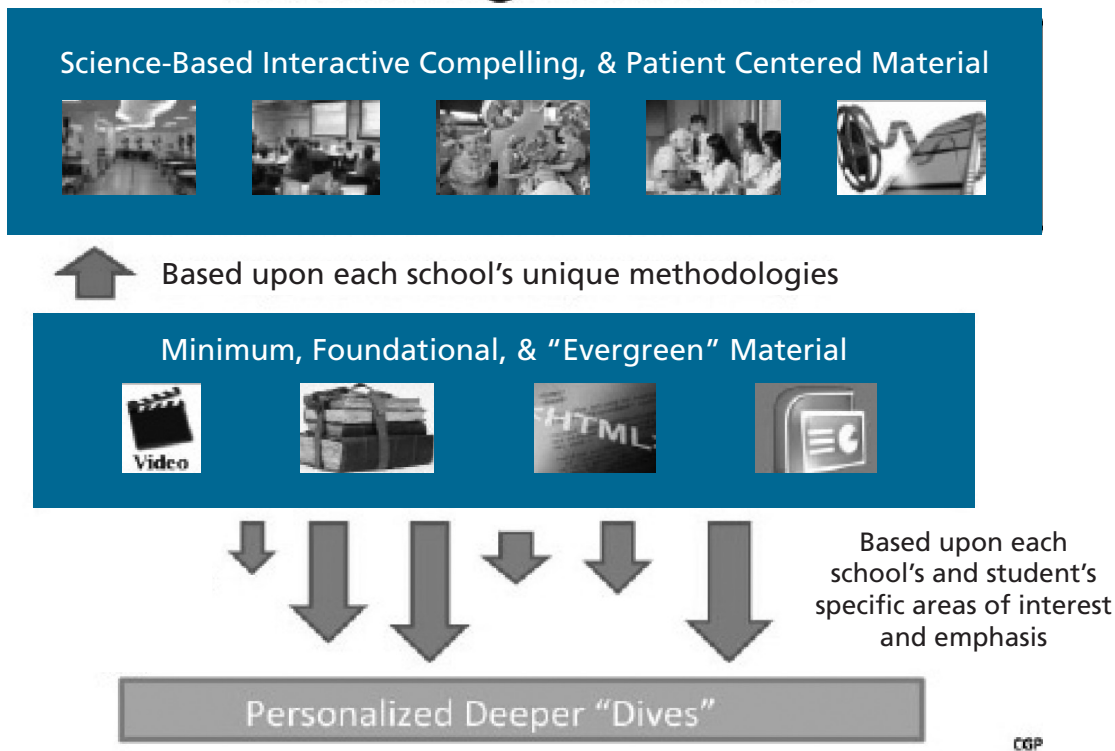 Science-Based Interactive Compelling, & Patient Centered Material
Based upon each school’s unique methodologies
Minimum, Foundational, & “Evergreen” Material
Video
<HTML>
Based upon each
school’s and student’s
specific areas of interest
and emphasis
Personalized Deeper “Dives”
CGP